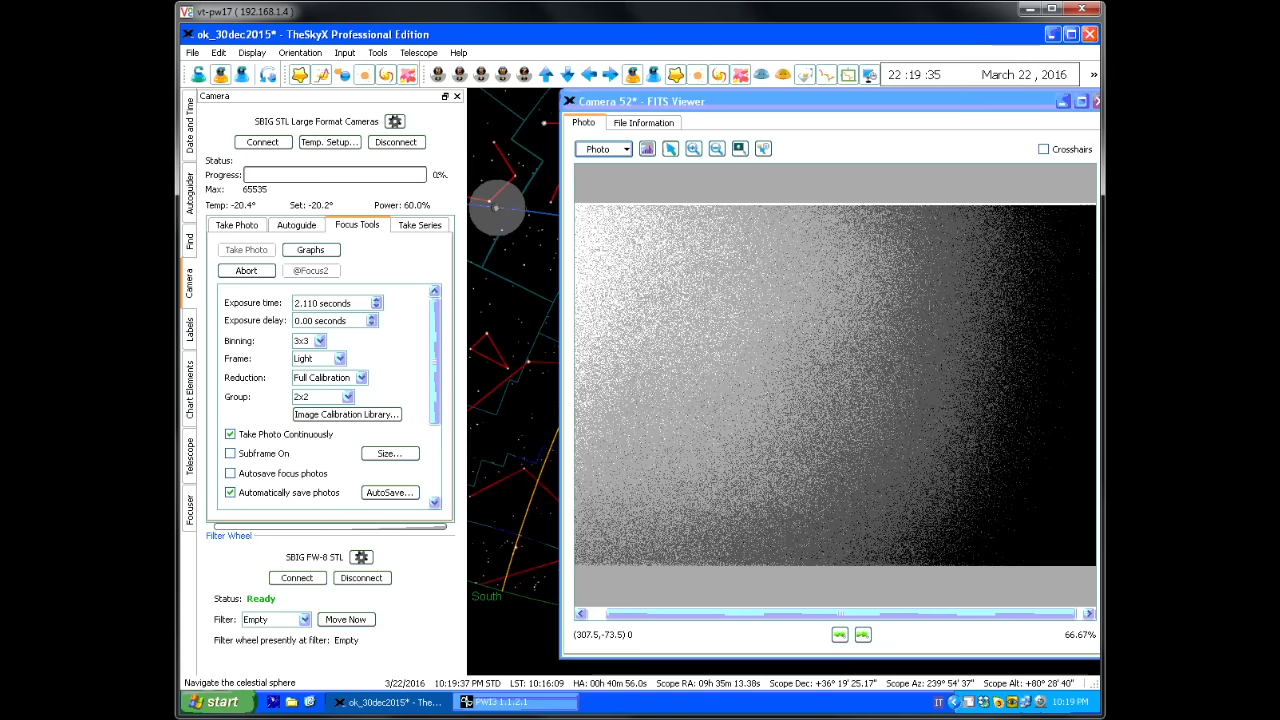 vt-pw17 ( 192.168.1.4 )
ok_30dec2015* - TheSkyX Professional Edition
File Edit Display Orientation Input Tools Telescope Help
22 :19 :35 March 22 , 2016 »
Camera
Camera 52* - FITS Viewer
Photo File Information
SBIG STL Large Format Cameras
Connect Temp. Setup... Disconnect
Photo Crosshairs
Status:
Progress: 0%
Max: 65535
Temp: -20.4° Set: -20.2° Power: 60.0%
Take Photo Autoguider Focus Tools Take Series
Take Photo Graphs
Abort @Focus2
Exposure time: 2.110 seconds
Exposure delay: 0.00 seconds
Binning: 3x3
Frame: Light
Reduction: Full Calibration
Group: 2x2
Image Calibration Library...
Take Photo Continuously
Subframe On Size...
Autosave focus photos
Automatically save photos AutoSave...
Filter Wheel
SBIG FW-8 STL
Connect Disconnect
Status: Ready
Filter: Empty Move Now
Filter wheel presently at filter: Empty
Date and Time
Autoguider
Find
Camera
Labels
Chart Elements
Telescope
Focuser
South
(307.5,-73.5) 0 66.67%
Navigate the celestial sphere 3/22/2016 10:19:37 PM STD LST: 10:16:09 HA: 00h 40m 56.0s Scope RA: 09h 35m 13.38s Scope Dec: +36° 19' 25.17" Scope Az: 239° 54' 37" Scope Alt: +80° 28' 40"
start ok_30dec2015* - The... PWI3 1.1.2.1 IT 10:19 PM